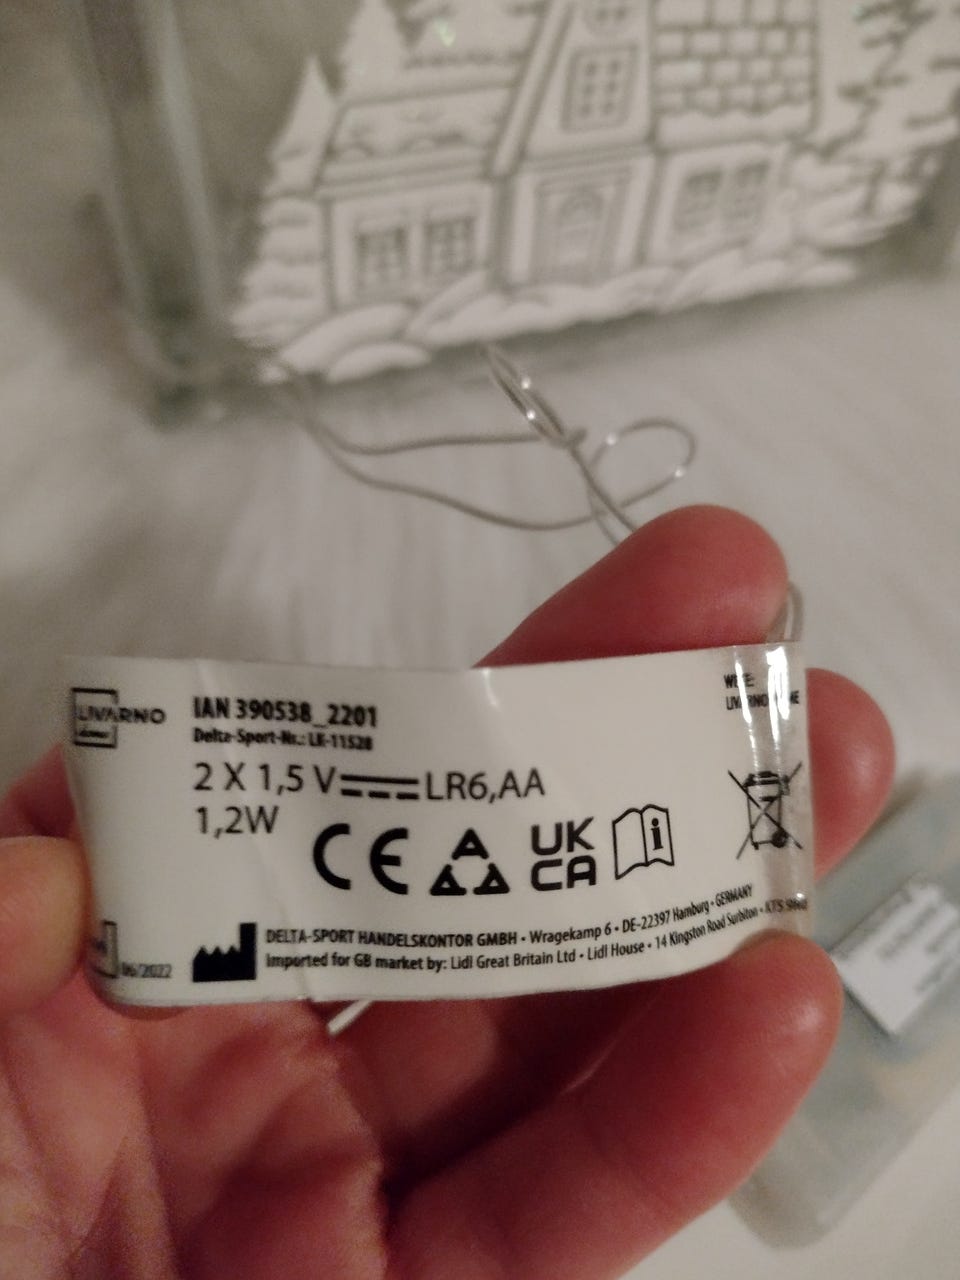 LIVARNO
home
IAN 390538_2201
Delta-Sport-Nr.: LK-11528
2 X 1,5 V LR6,AA
1,2W
CE
UK
CA
i
06/2022
DELTA-SPORT HANDELSKONTOR GMBH • Wragekamp 6 • DE-22397 Hamburg • GERMANY
Imported for GB market by: Lidl Great Britain Ltd • Lidl House • 14 Kingston Road Surbiton •